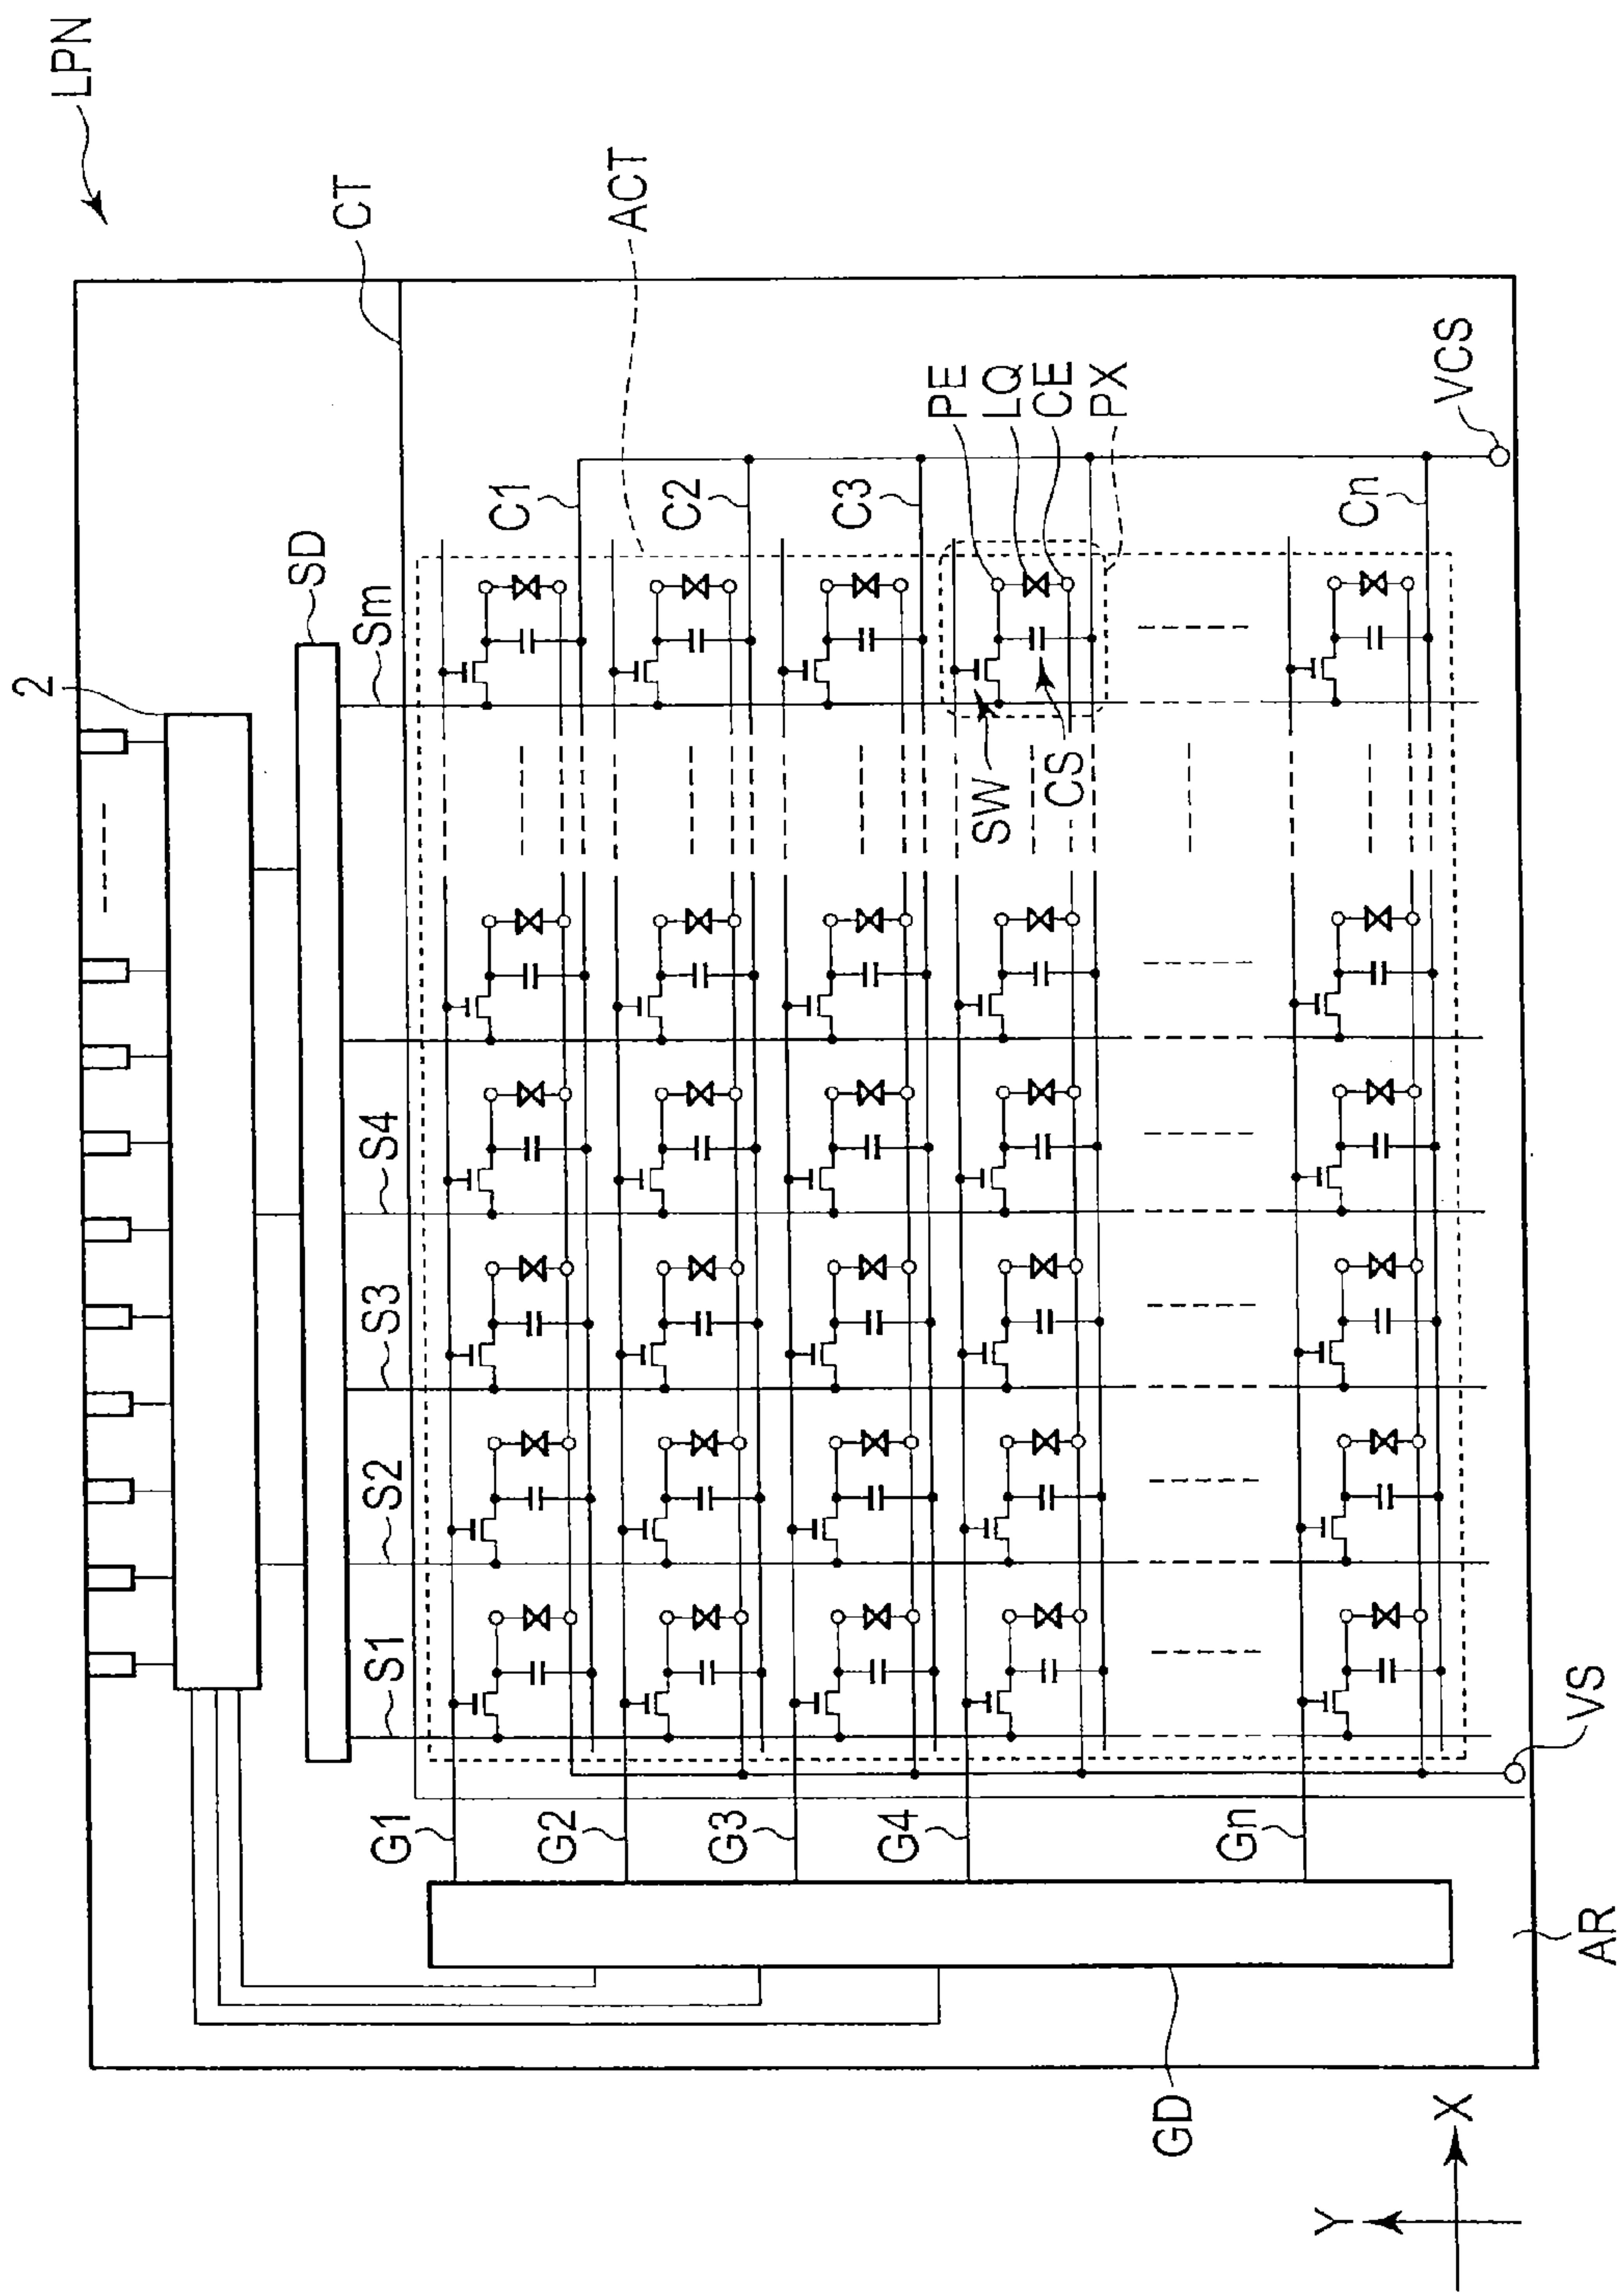 LPN
CT
ACT
2
SD
Sm
S4
S3
S2
S1
C1
C2
C3
Cn
PE
LQ
CE
PX
VCS
SW
CS
G1
G2
G3
G4
Gn
VS
AR
GD
Y
X